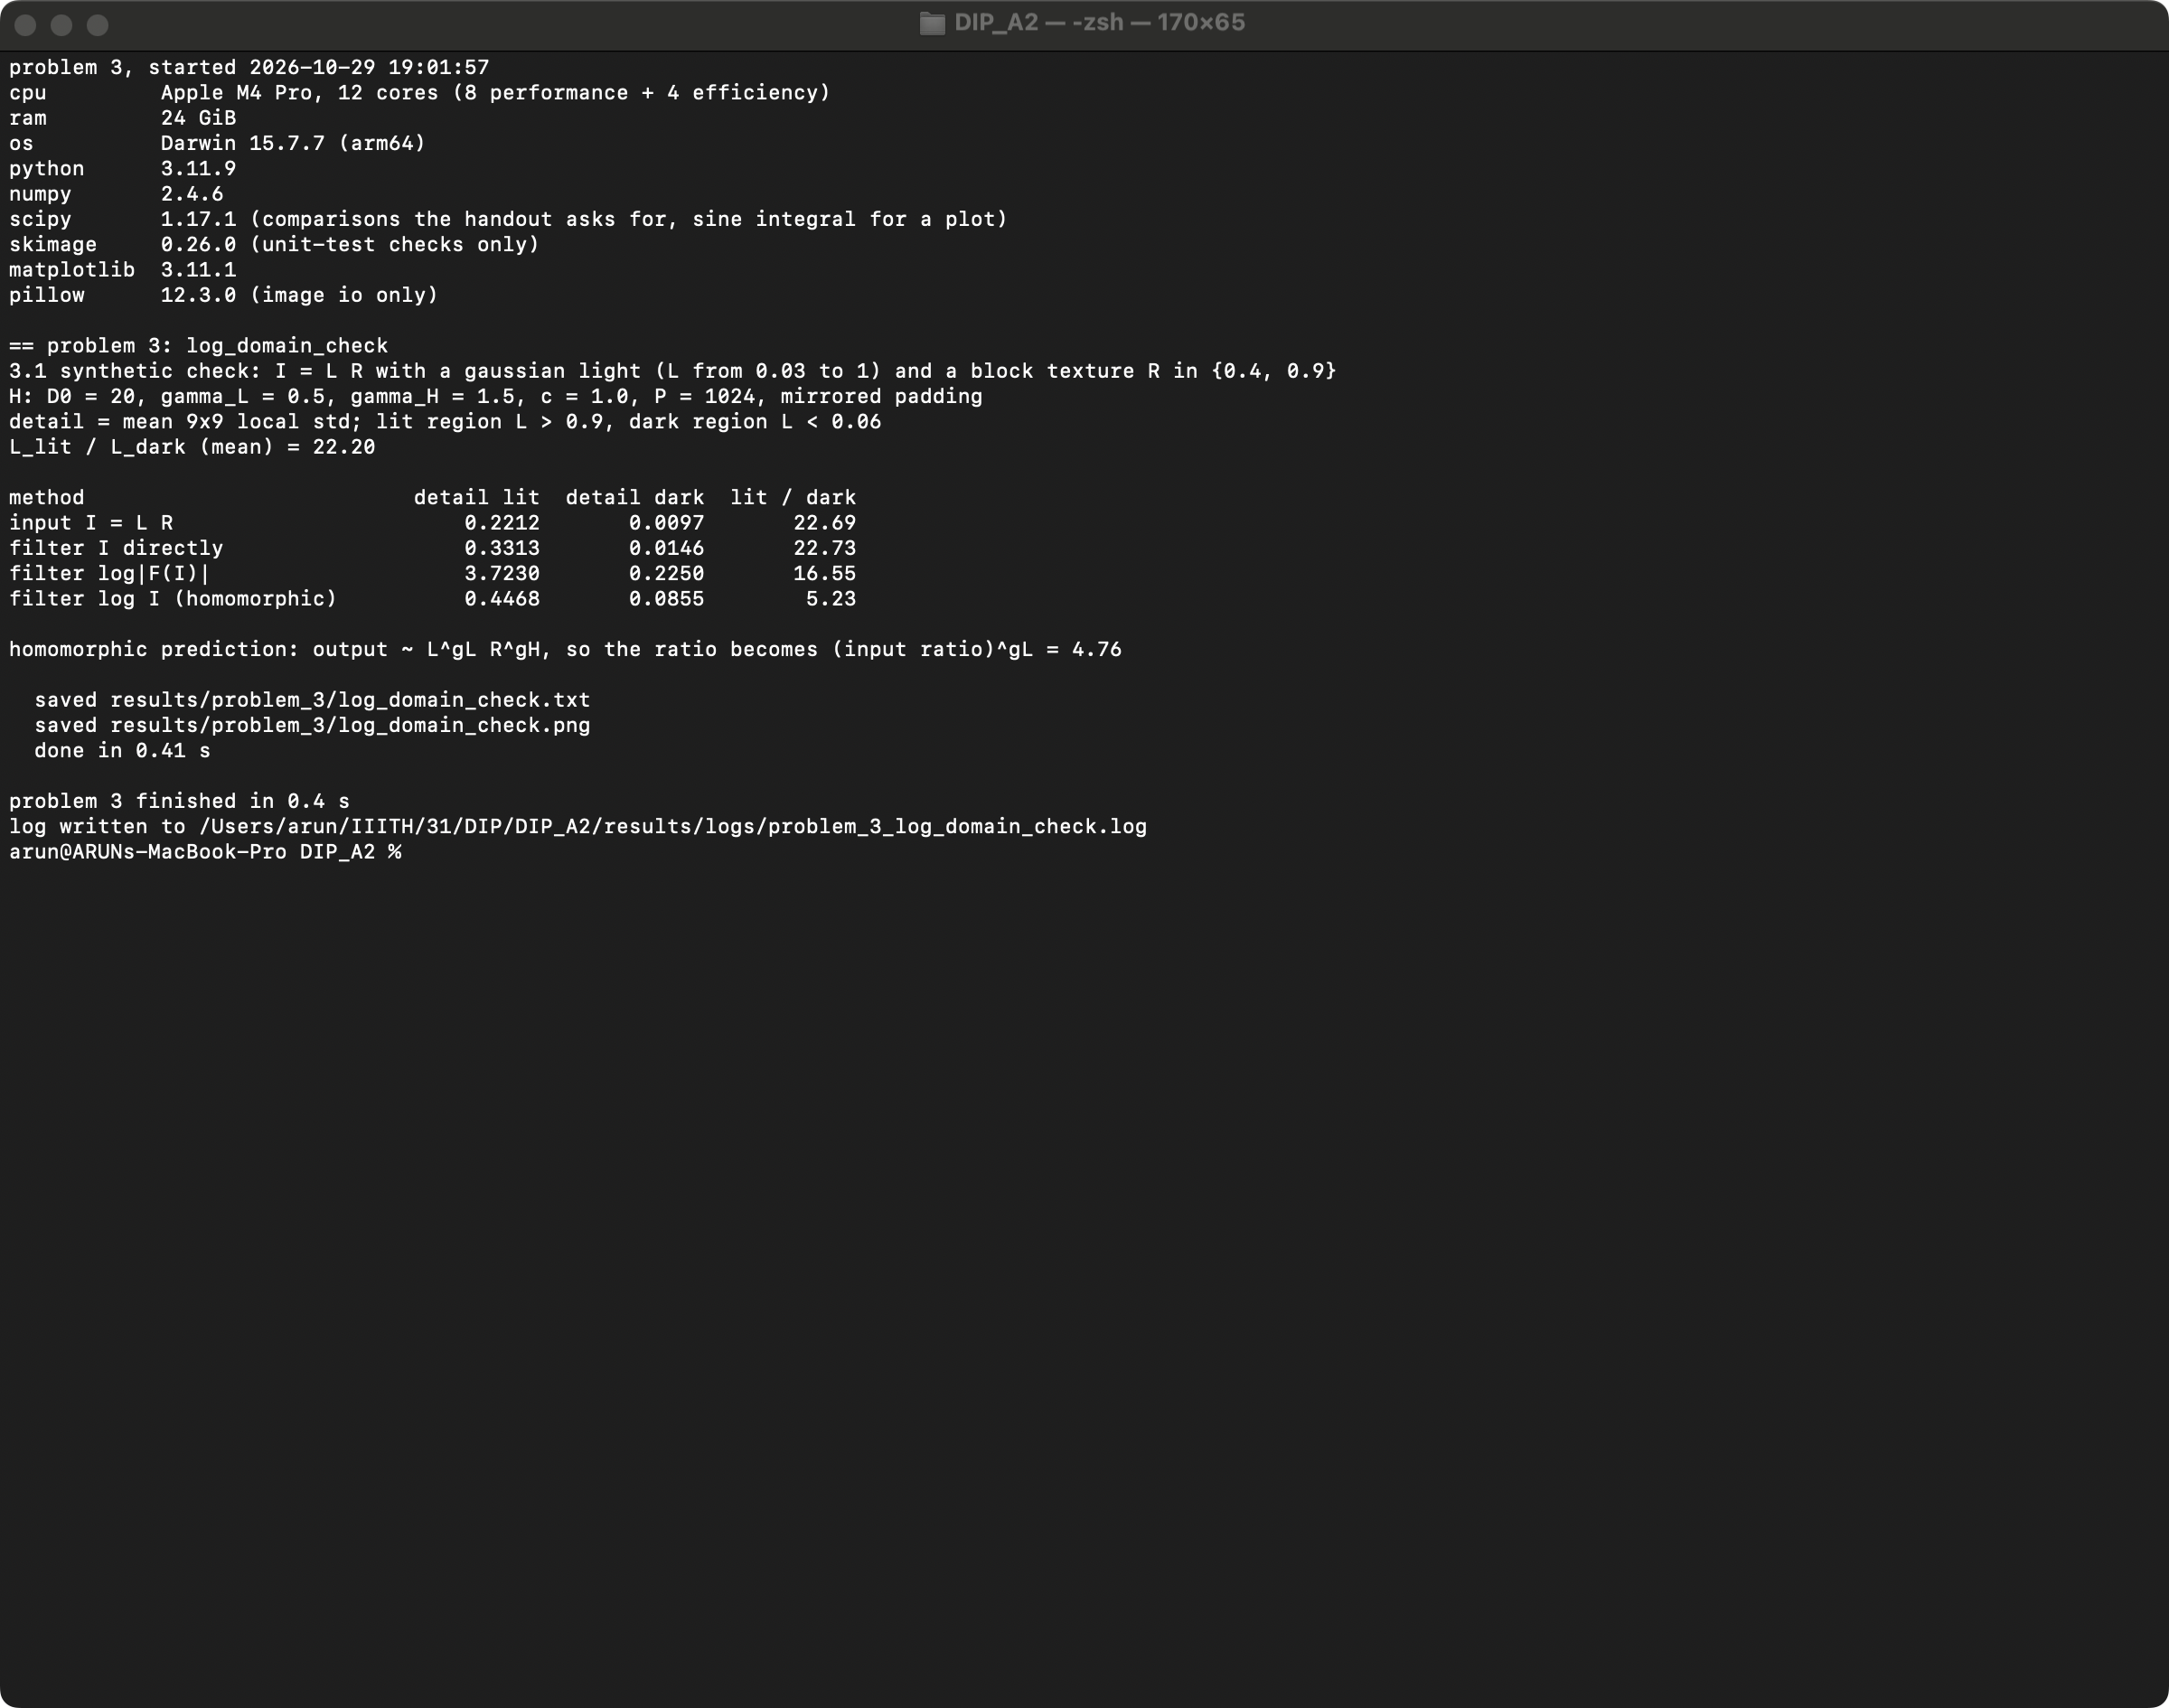 DIP_A2 — -zsh — 170×65
problem 3, started 2026-10-29 19:01:57
cpu         Apple M4 Pro, 12 cores (8 performance + 4 efficiency)
ram         24 GiB
os          Darwin 15.7.7 (arm64)
python      3.11.9
numpy       2.4.6
scipy       1.17.1 (comparisons the handout asks for, sine integral for a plot)
skimage     0.26.0 (unit-test checks only)
matplotlib  3.11.1
pillow      12.3.0 (image io only)
== problem 3: log_domain_check
3.1 synthetic check: I = L R with a gaussian light (L from 0.03 to 1) and a block texture R in {0.4, 0.9}
H: D0 = 20, gamma_L = 0.5, gamma_H = 1.5, c = 1.0, P = 1024, mirrored padding
detail = mean 9x9 local std; lit region L > 0.9, dark region L < 0.06
L_lit / L_dark (mean) = 22.20
method                          detail lit  detail dark  lit / dark
input I = L R                       0.2212       0.0097       22.69
filter I directly                   0.3313       0.0146       22.73
filter log|F(I)|                    3.7230       0.2250       16.55
filter log I (homomorphic)          0.4468       0.0855        5.23
homomorphic prediction: output ~ L^gL R^gH, so the ratio becomes (input ratio)^gL = 4.76
  saved results/problem_3/log_domain_check.txt
  saved results/problem_3/log_domain_check.png
  done in 0.41 s
problem 3 finished in 0.4 s
log written to /Users/arun/IIITH/31/DIP/DIP_A2/results/logs/problem_3_log_domain_check.log
arun@ARUNs-MacBook-Pro DIP_A2 %